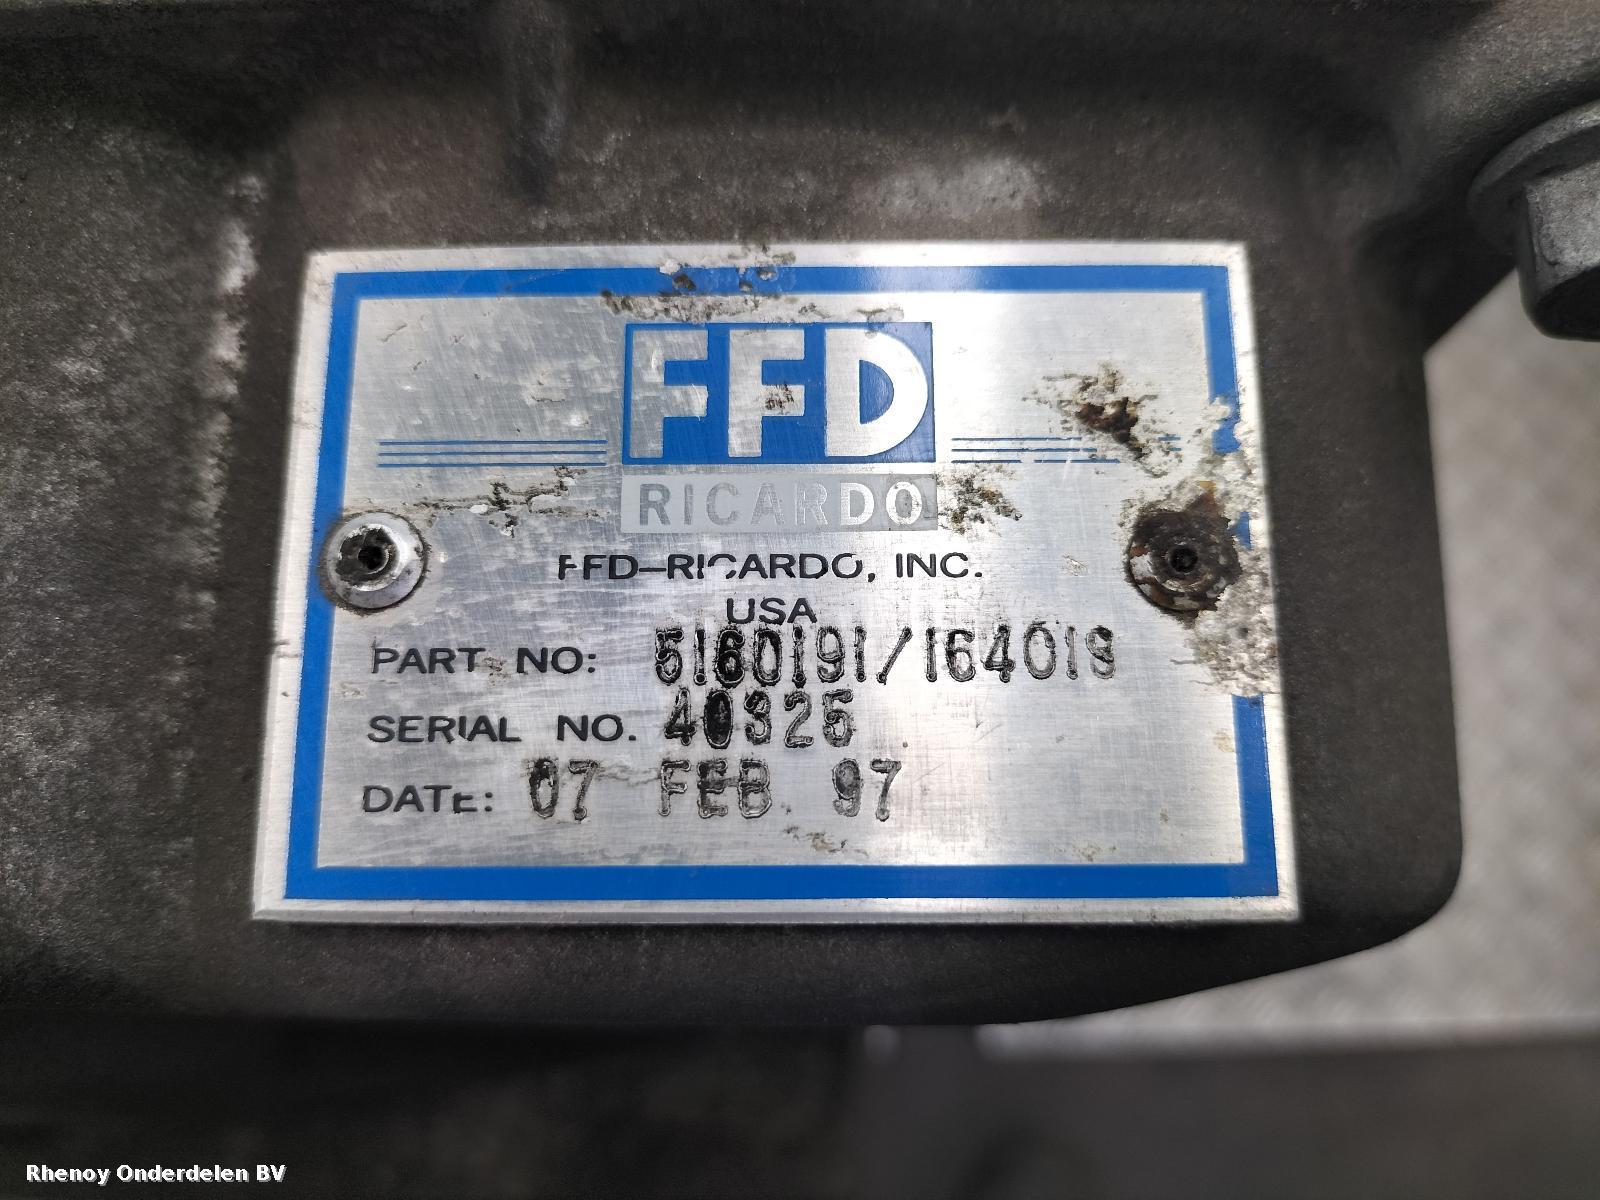 FFD
RICARDO
FFD–RICARDO, INC.
USA
PART NO: 5160191/164019
SERIAL NO. 40325
DATE: 07 FEB 97
Rhenoy Onderdelen BV